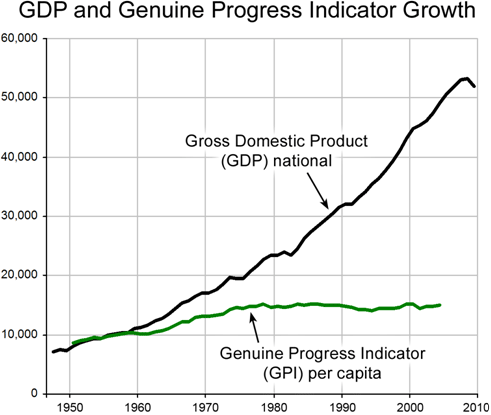 GDP and Genuine Progress Indicator Growth
60,000
50,000
Gross Domestic Product
(GDP) national
40,000
30,000
20,000
10,000
Genuine Progress Indicator
(GPI) per capita
0
1950 1960 1970 1980 1990 2000 2010